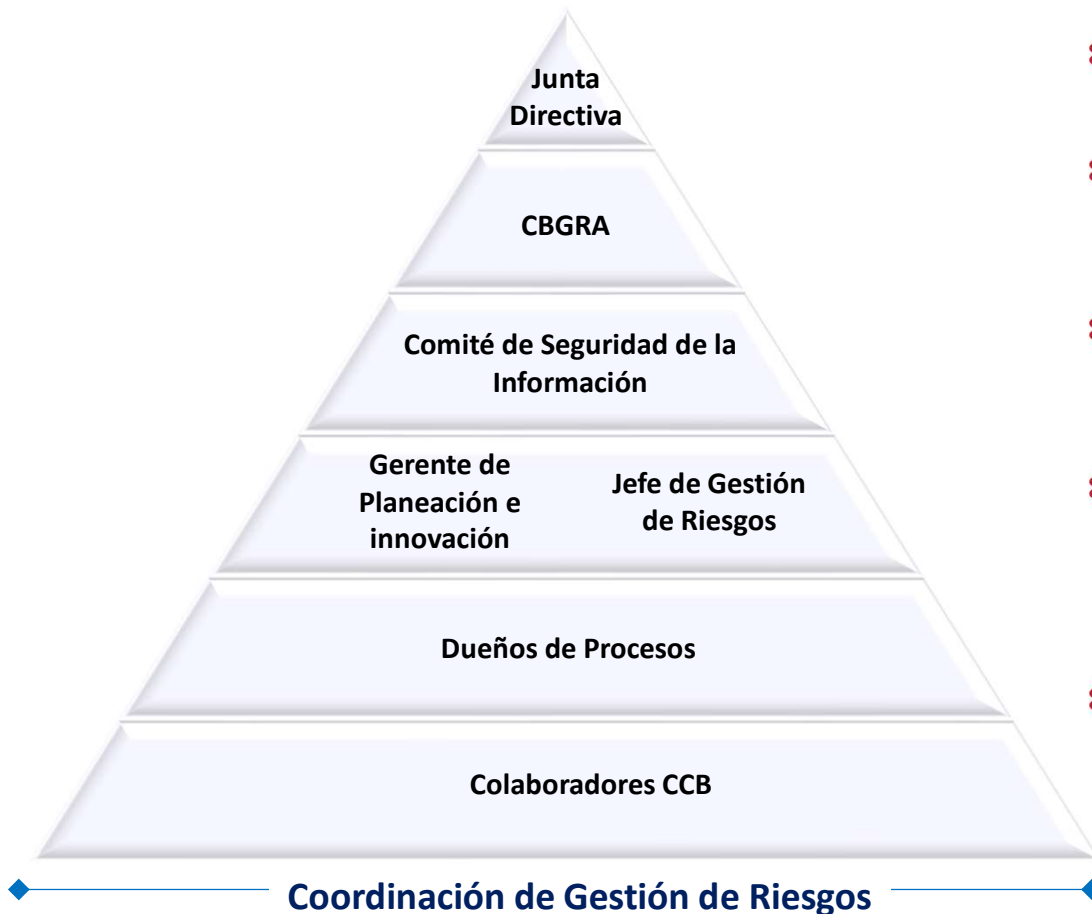 Junta
Directiva
CBGRA
Comité de Seguridad de la
Información
Gerente de
Planeación e
innovación
Jefe de Gestión
de Riesgos
Dueños de Procesos
Colaboradores CCB
Coordinación de Gestión de Riesgos